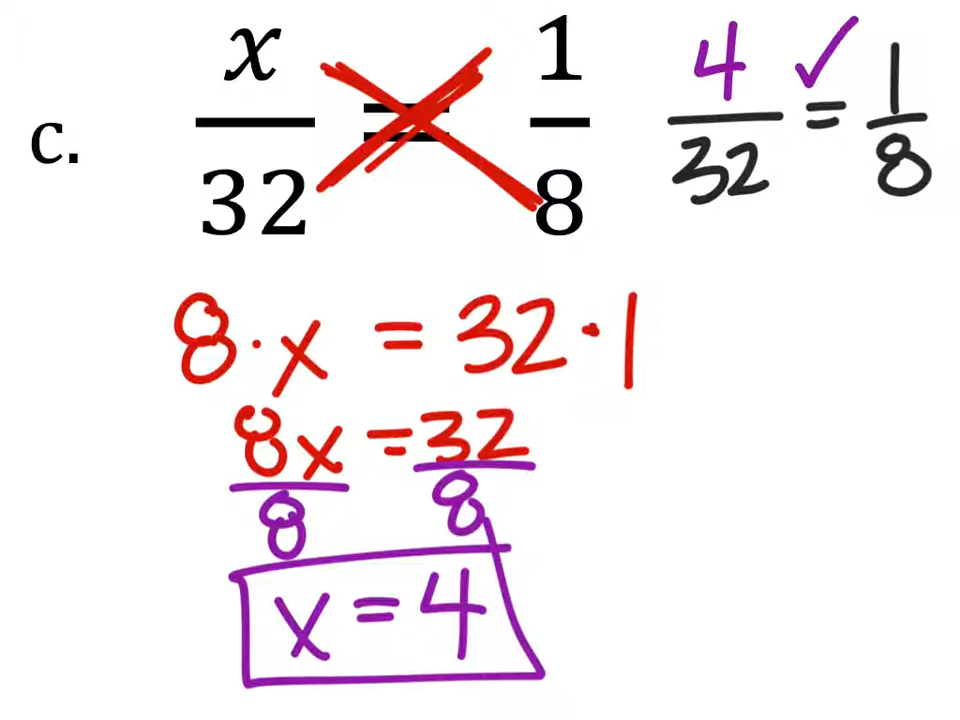 c. x/32 = 1/8 4/32 = 1/8 ✓
8 · x = 32 · 1
8x/8 = 32/8
x = 4